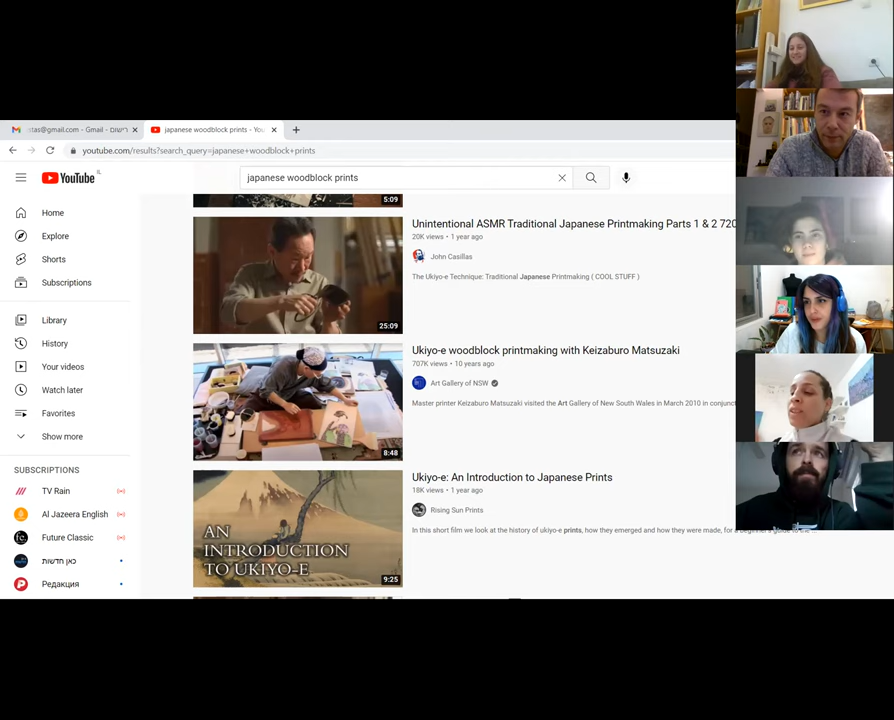 stas@gmail.com - Gmail - רישום
japanese woodblock prints - You
youtube.com/results?search_query=japanese+woodblock+prints
YouTube IL
japanese woodblock prints
Home
Explore
Shorts
Subscriptions
Library
History
Your videos
Watch later
Favorites
Show more
SUBSCRIPTIONS
TV Rain
Al Jazeera English
Future Classic
fc.
כאן חדשות
Редакция
5:09
25:09
Unintentional ASMR Traditional Japanese Printmaking Parts 1 & 2 720
20K views • 1 year ago
John Casillas
The Ukiyo-e Technique: Traditional Japanese Printmaking ( COOL STUFF )
8:48
Ukiyo-e woodblock printmaking with Keizaburo Matsuzaki
707K views • 10 years ago
Art Gallery of NSW
Master printer Keizaburo Matsuzaki visited the Art Gallery of New South Wales in March 2010 in conjunct
AN
INTRODUCTION
TO UKIYO-E
9:25
Ukiyo-e: An Introduction to Japanese Prints
18K views • 1 year ago
Rising Sun Prints
In this short film we look at the history of ukiyo-e prints, how they emerged and how they were made, for a beginner's guide to the ...